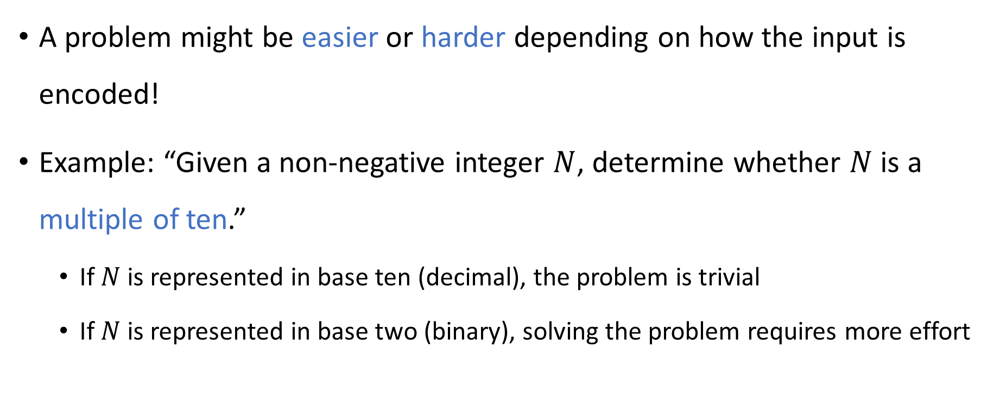 • A problem might be easier or harder depending on how the input is
encoded!
• Example: “Given a non-negative integer N, determine whether N is a
multiple of ten.”
• If N is represented in base ten (decimal), the problem is trivial
• If N is represented in base two (binary), solving the problem requires more effort